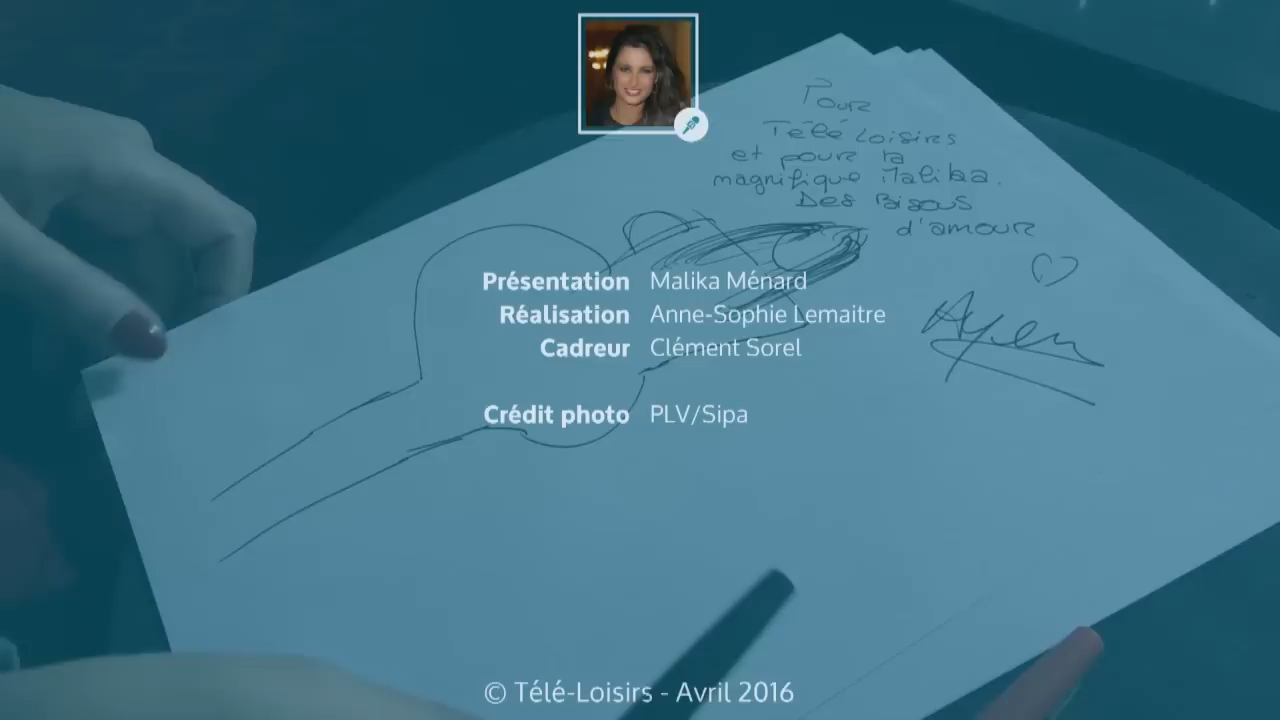 Pour
Télé Loisirs
et pour la
magnifique Malika.
Des Bisous
d'amour
Présentation Malika Ménard
Réalisation Anne-Sophie Lemaitre
Cadreur Clément Sorel
Crédit photo PLV/Sipa
© Télé-Loisirs - Avril 2016